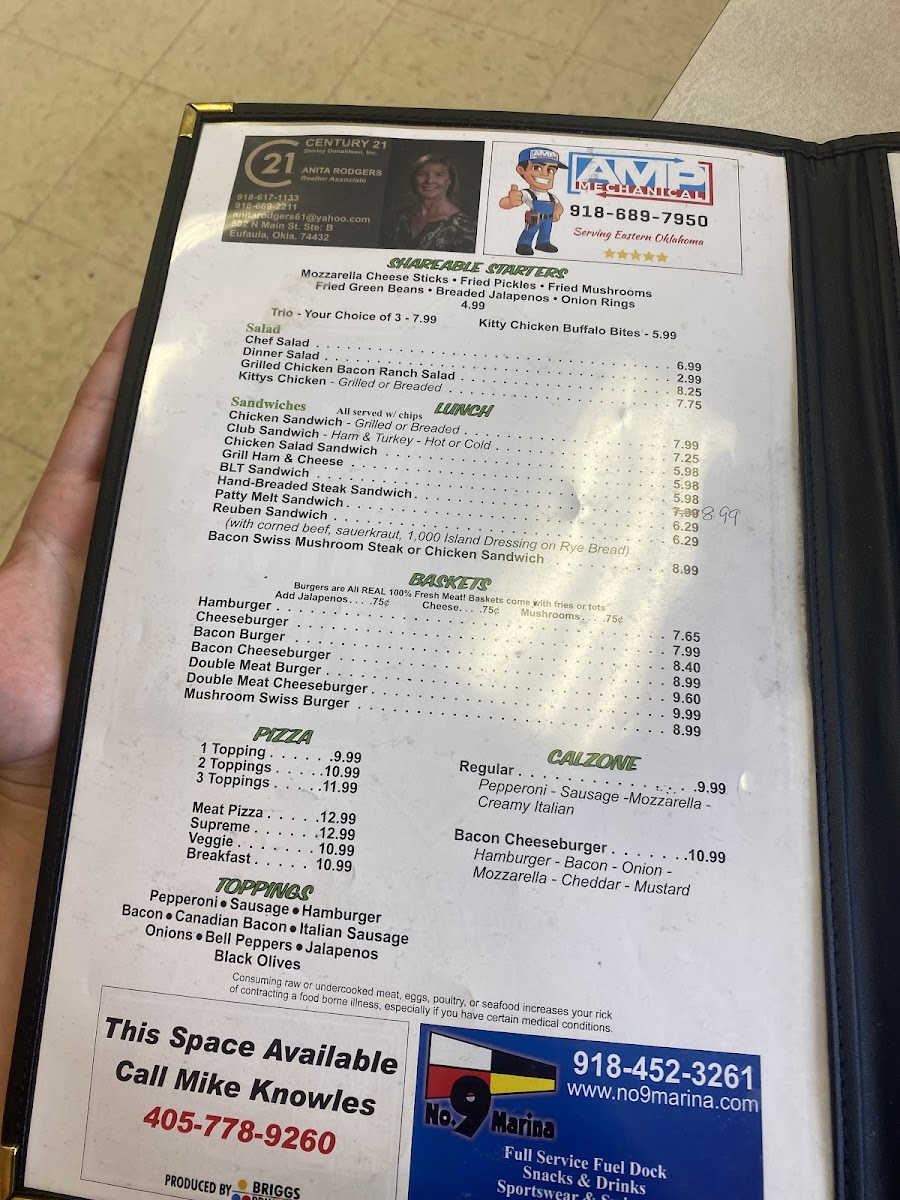 C21
CENTURY 21
Shirley Donaldson, Inc.
ANITA RODGERS
Realtor Associate
918-617-1133
918-689-2211
anitarodgers61@yahoo.com
502 N Main St. Ste: B
Eufaula, Okla. 74432
AMP
AMP
MECHANICAL
918-689-7950
Serving Eastern Oklahoma
SHAREABLE STARTERS
Mozzarella Cheese Sticks • Fried Pickles • Fried Mushrooms
Fried Green Beans • Breaded Jalapenos • Onion Rings
4.99
Trio - Your Choice of 3 - 7.99 Kitty Chicken Buffalo Bites - 5.99
Salad
Chef Salad . . . . . 6.99
Dinner Salad . . . . . 2.99
Grilled Chicken Bacon Ranch Salad . . . . . 8.25
Kittys Chicken - Grilled or Breaded . . . . . 7.75
LUNCH
Sandwiches All served w/ chips
Chicken Sandwich - Grilled or Breaded . . . . . 7.99
Club Sandwich - Ham & Turkey - Hot or Cold . . . . . 7.25
Chicken Salad Sandwich . . . . . 5.98
Grill Ham & Cheese . . . . . 5.98
BLT Sandwich . . . . . 5.98
Hand-Breaded Steak Sandwich . . . . . 7.99 8.99
Patty Melt Sandwich . . . . . 6.29
Reuben Sandwich . . . . . 6.29
(with corned beef, sauerkraut, 1,000 Island Dressing on Rye Bread)
Bacon Swiss Mushroom Steak or Chicken Sandwich . . . . . 8.99
BASKETS
Burgers are All REAL 100% Fresh Meat! Baskets come with fries or tots
Add Jalapenos. . . .75¢ Cheese. . . .75¢ Mushrooms. . . .75¢
Hamburger . . . . . 7.65
Cheeseburger . . . . . 7.99
Bacon Burger . . . . . 8.40
Bacon Cheeseburger . . . . . 8.99
Double Meat Burger . . . . . 9.60
Double Meat Cheeseburger . . . . . 9.99
Mushroom Swiss Burger . . . . . 8.99
PIZZA
1 Topping . . . . . .9.99
2 Toppings . . . . .10.99
3 Toppings . . . . .11.99
Meat Pizza . . . . . .12.99
Supreme . . . . . . .12.99
Veggie . . . . . . . . 10.99
Breakfast . . . . . . 10.99
TOPPINGS
Pepperoni • Sausage • Hamburger
Bacon • Canadian Bacon • Italian Sausage
Onions • Bell Peppers • Jalapenos
Black Olives
CALZONE
Regular . . . . . .9.99
Pepperoni - Sausage -Mozzarella -
Creamy Italian
Bacon Cheeseburger . . . . . . .10.99
Hamburger - Bacon - Onion -
Mozzarella - Cheddar - Mustard
Consuming raw or undercooked meat, eggs, poultry, or seafood increases your rick
of contracting a food borne illness, especially if you have certain medical conditions.
This Space Available
Call Mike Knowles
405-778-9260
PRODUCED BY BRIGGS
No. 9 Marina
918-452-3261
www.no9marina.com
Full Service Fuel Dock
Snacks & Drinks
Sportswear &